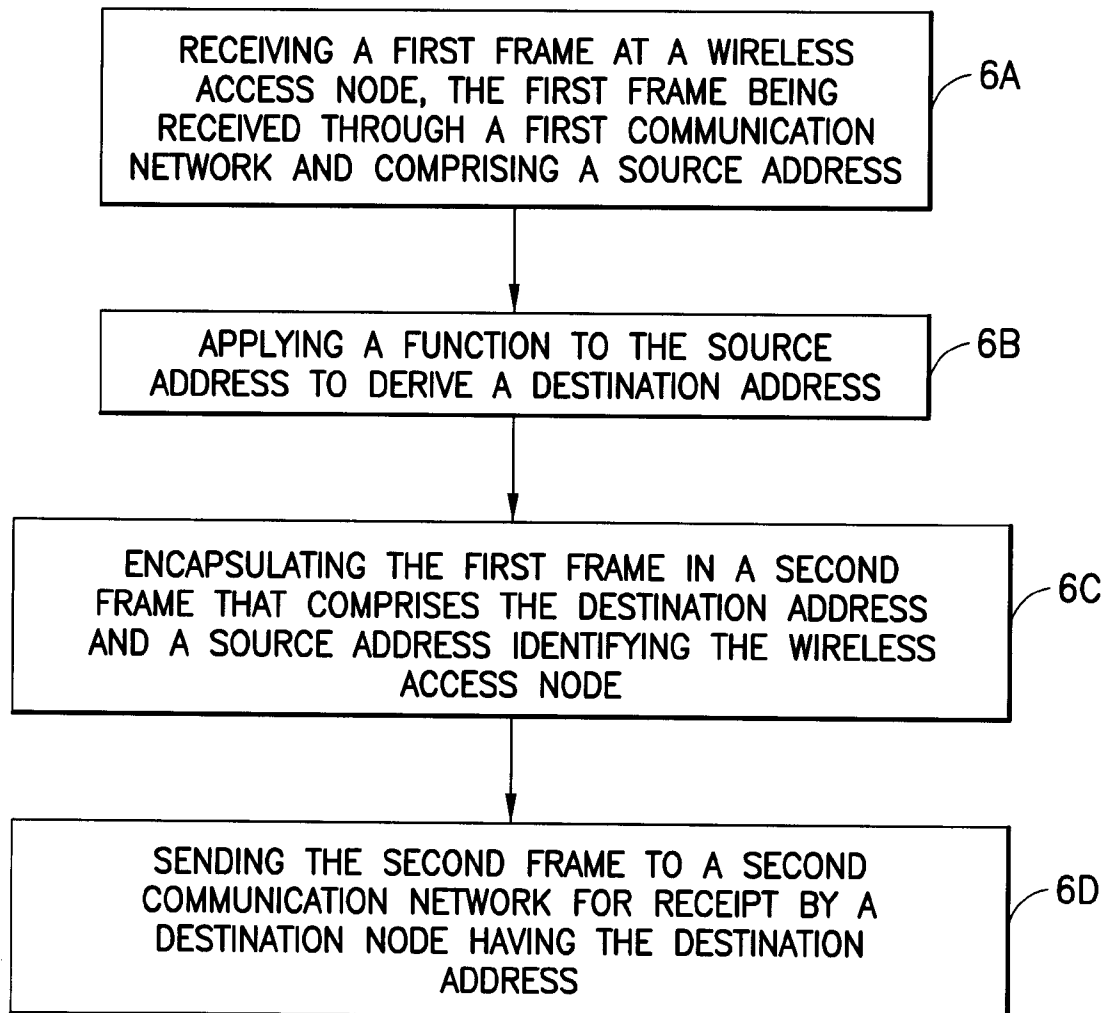 RECEIVING A FIRST FRAME AT A WIRELESS
ACCESS NODE, THE FIRST FRAME BEING
RECEIVED THROUGH A FIRST COMMUNICATION
NETWORK AND COMPRISING A SOURCE ADDRESS
6A
APPLYING A FUNCTION TO THE SOURCE
ADDRESS TO DERIVE A DESTINATION ADDRESS
6B
ENCAPSULATING THE FIRST FRAME IN A SECOND
FRAME THAT COMPRISES THE DESTINATION ADDRESS
AND A SOURCE ADDRESS IDENTIFYING THE WIRELESS
ACCESS NODE
6C
SENDING THE SECOND FRAME TO A SECOND
COMMUNICATION NETWORK FOR RECEIPT BY A
DESTINATION NODE HAVING THE DESTINATION
ADDRESS
6D